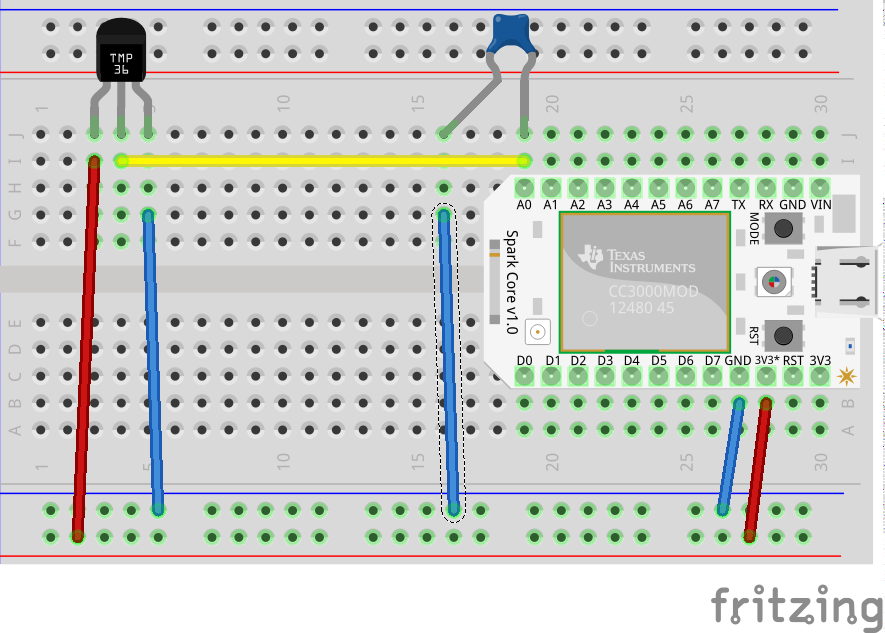 TMP
36
1
10
15
20
25
30
J
J
I
I
H
G
F
A0 A1 A2 A3 A4 A5 A6 A7 TX RX GND VIN
MODE
Spark Core v1.0
TEXAS
INSTRUMENTS
CC3000MOD
12480 45
RST
D0 D1 D2 D3 D4 D5 D6 D7 GND 3V3* RST 3V3
E
D
C
B
B
A
A
1
5
10
15
20
25
30
fritzing